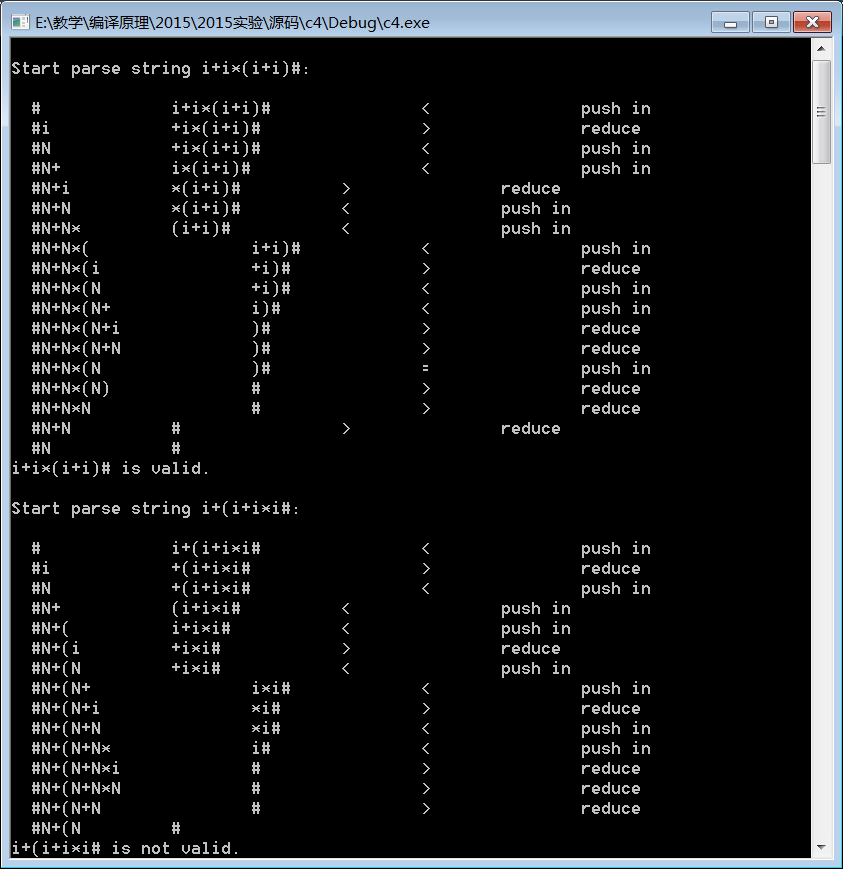 E:\教学\编译原理\2015\2015实验\源码\c4\Debug\c4.exe
Start parse string i+i*(i+i)#:
# i+i*(i+i)# < push in
#i +i*(i+i)# > reduce
#N +i*(i+i)# < push in
#N+ i*(i+i)# < push in
#N+i *(i+i)# > reduce
#N+N *(i+i)# < push in
#N+N* (i+i)# < push in
#N+N*( i+i)# < push in
#N+N*(i +i)# > reduce
#N+N*(N +i)# < push in
#N+N*(N+ i)# < push in
#N+N*(N+i )# > reduce
#N+N*(N+N )# > reduce
#N+N*(N )# = push in
#N+N*(N) # > reduce
#N+N*N # > reduce
#N+N # > reduce
#N #
i+i*(i+i)# is valid.
Start parse string i+(i+i*i#:
# i+(i+i*i# < push in
#i +(i+i*i# > reduce
#N +(i+i*i# < push in
#N+ (i+i*i# < push in
#N+( i+i*i# < push in
#N+(i +i*i# > reduce
#N+(N +i*i# < push in
#N+(N+ i*i# < push in
#N+(N+i *i# > reduce
#N+(N+N *i# < push in
#N+(N+N* i# < push in
#N+(N+N*i # > reduce
#N+(N+N*N # > reduce
#N+(N+N # > reduce
#N+(N #
i+(i+i*i# is not valid.